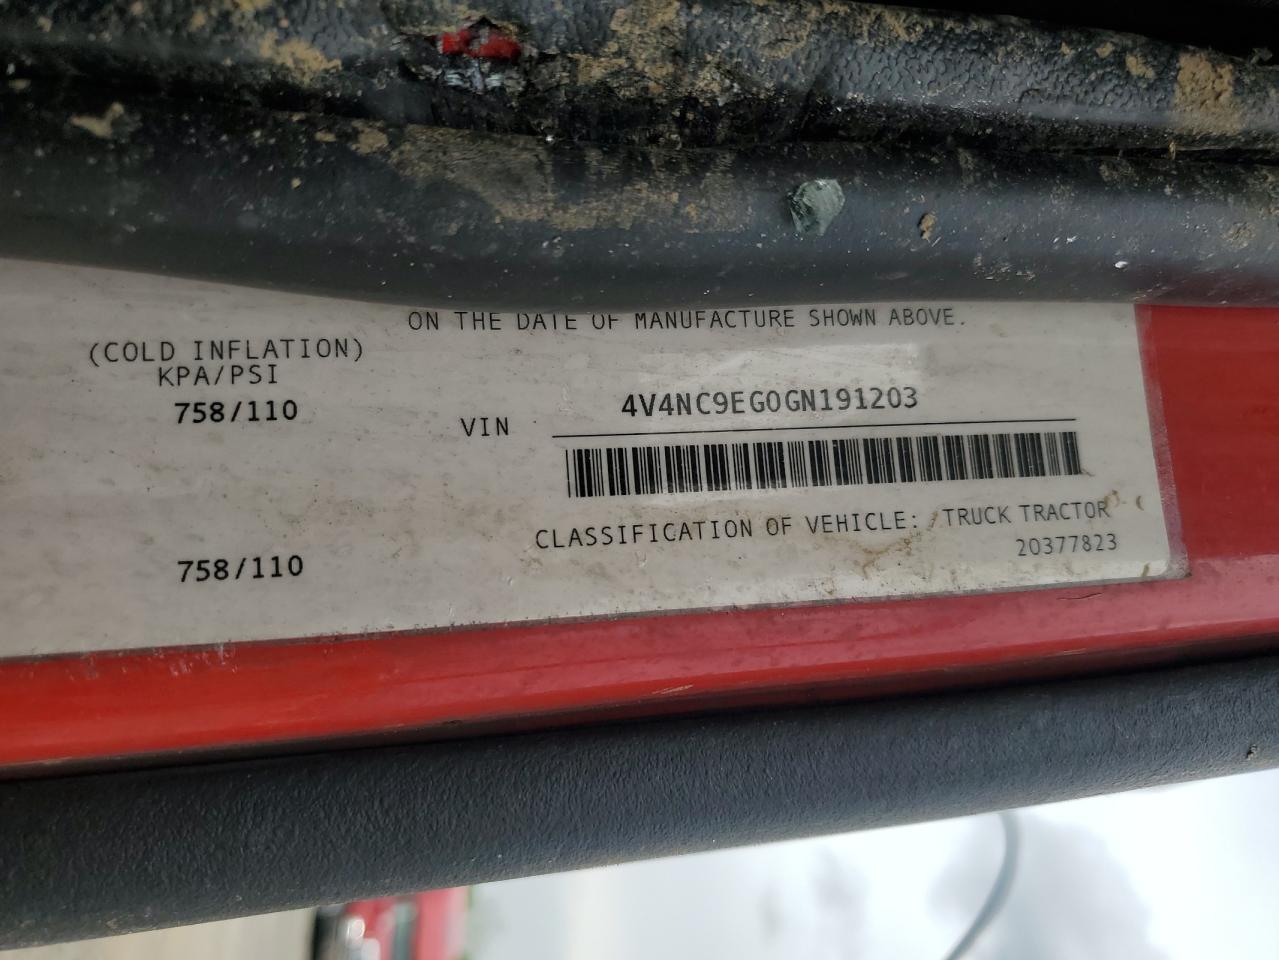 ON THE DATE OF MANUFACTURE SHOWN ABOVE.
(COLD INFLATION)
KPA/PSI
758/110
VIN 4V4NC9EG0GN191203
CLASSIFICATION OF VEHICLE: TRUCK TRACTOR
20377823
758/110